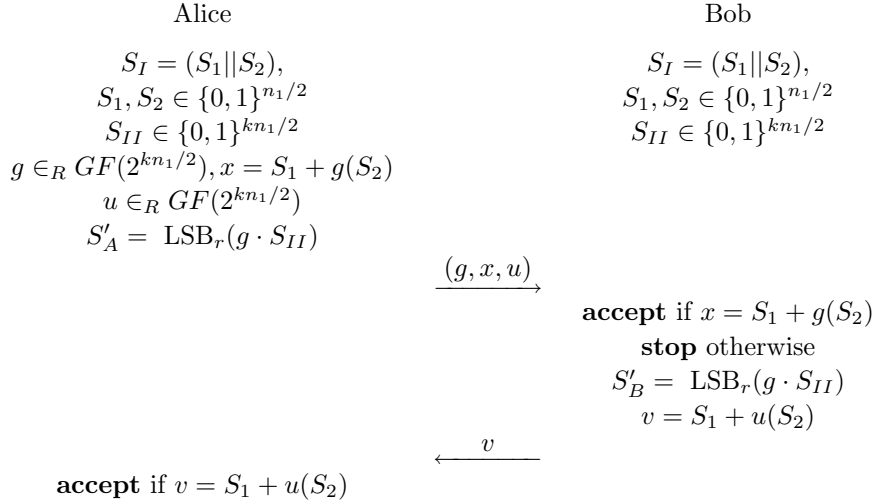 Alice Bob
S_I = (S_1||S_2), S_I = (S_1||S_2),
S_1, S_2 ∈ {0, 1}^{n_1/2} S_1, S_2 ∈ {0, 1}^{n_1/2}
S_{II} ∈ {0, 1}^{kn_1/2} S_{II} ∈ {0, 1}^{kn_1/2}
g ∈_R GF(2^{kn_1/2}), x = S_1 + g(S_2)
u ∈_R GF(2^{kn_1/2})
S'_A = LSB_r(g · S_{II})
(g, x, u)
accept if x = S_1 + g(S_2)
stop otherwise
S'_B = LSB_r(g · S_{II})
v = S_1 + u(S_2)
v
accept if v = S_1 + u(S_2)